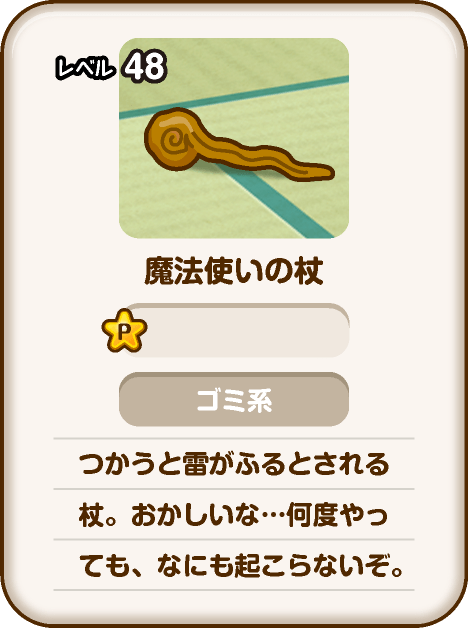 レベル 48
魔法使いの杖
P
ゴミ系
つかうと雷がふるとされる
杖。おかしいな…何度やっ
ても、なにも起こらないぞ。